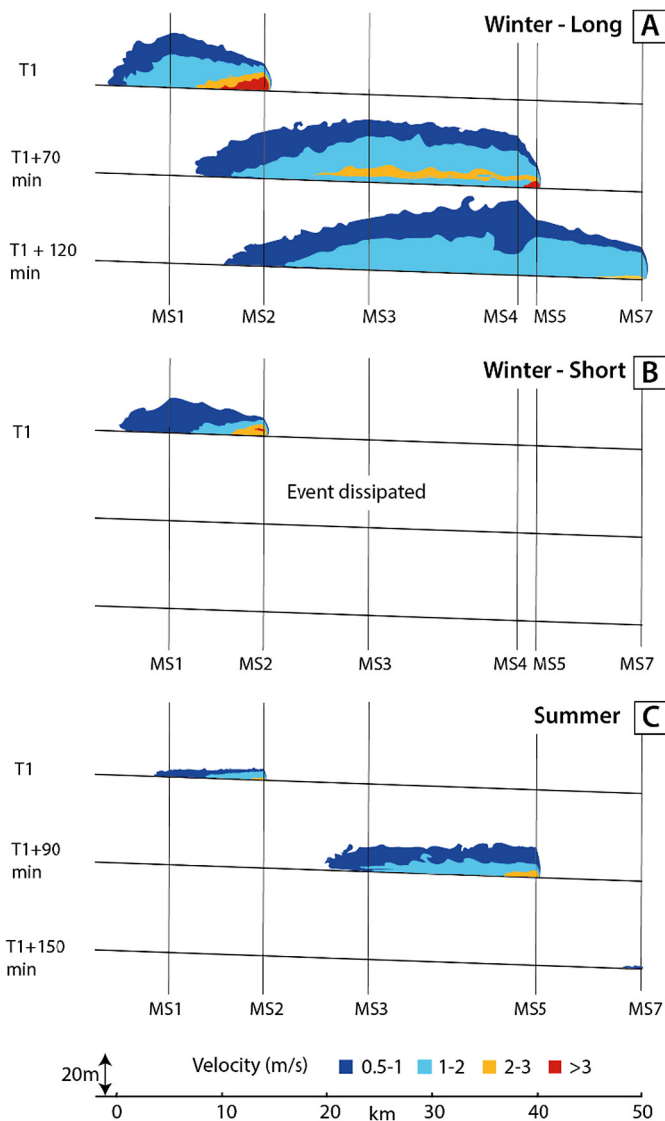 Winter - Long A
T1
T1+70
min
T1 + 120
min
MS1 MS2 MS3 MS4 MS5 MS7
Winter - Short B
T1
Event dissipated
MS1 MS2 MS3 MS4 MS5 MS7
Summer C
T1
T1+90
min
T1+150
min
MS1 MS2 MS3 MS5 MS7
20m
Velocity (m/s) 0.5-1 1-2 2-3 >3
0 10 20 30 40 50
km